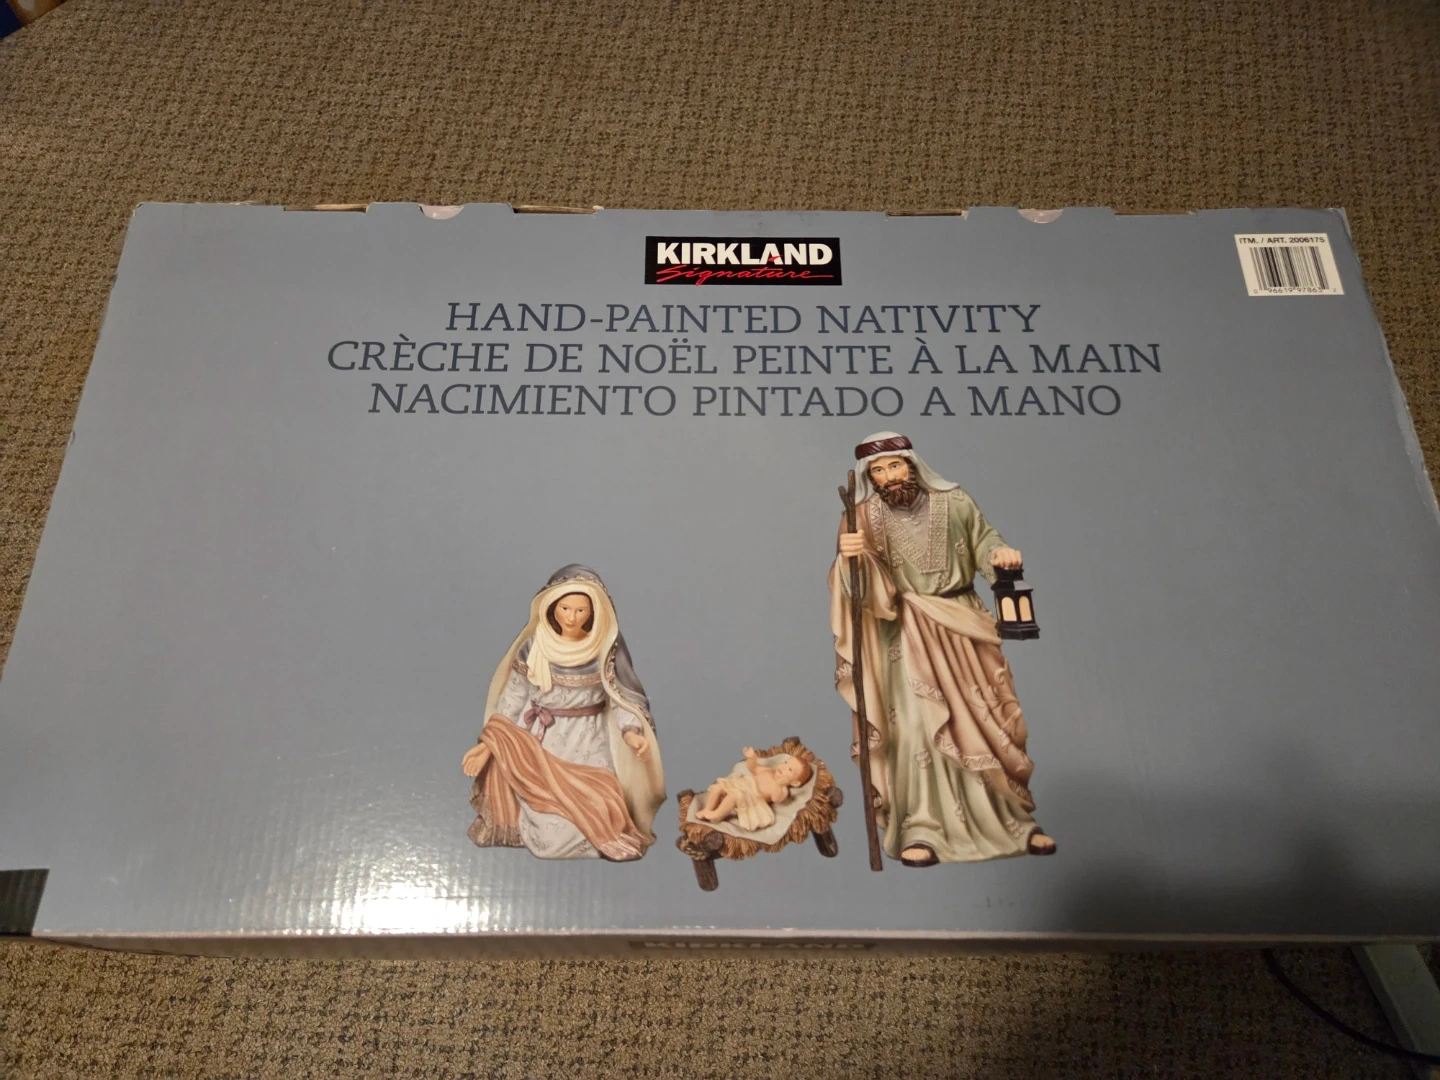 KIRKLAND
Signature
ITM. / ART. 2006175
HAND-PAINTED NATIVITY
CRÈCHE DE NOËL PEINTE À LA MAIN
NACIMIENTO PINTADO A MANO
KIRKLAND